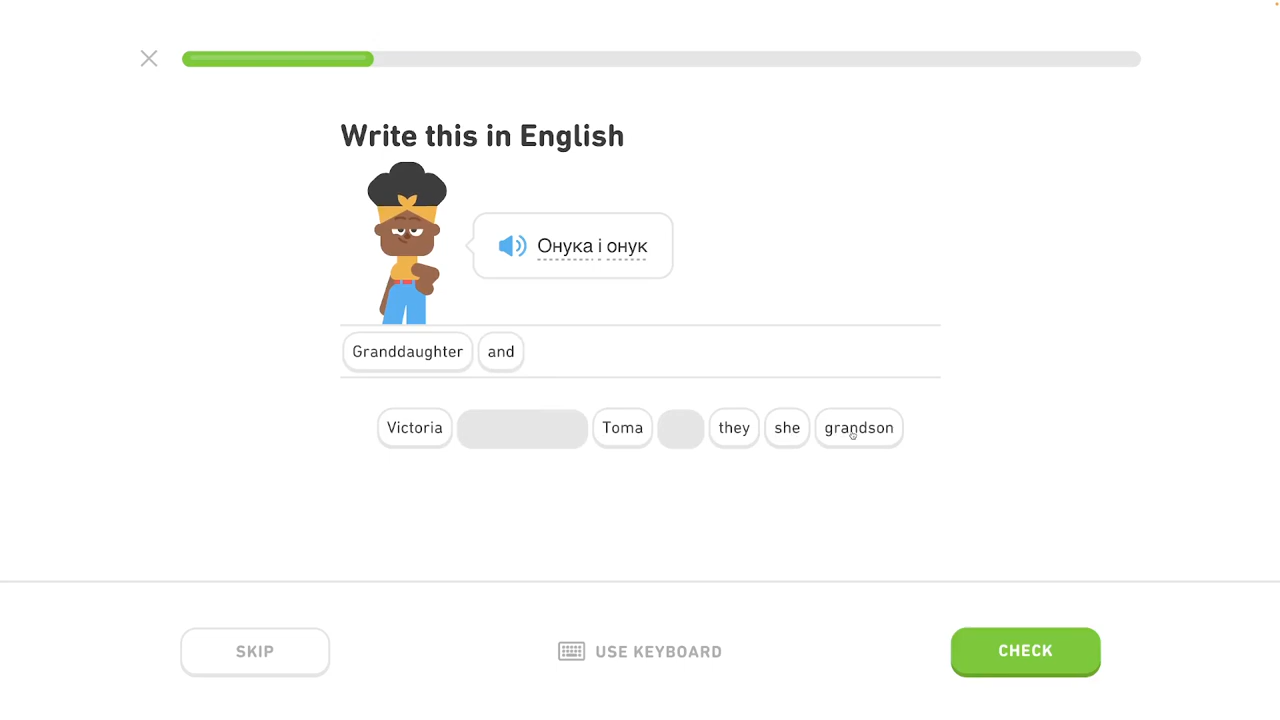 Write this in English
Онука і онук
Granddaughter and
Victoria Toma they she grandson
SKIP USE KEYBOARD CHECK